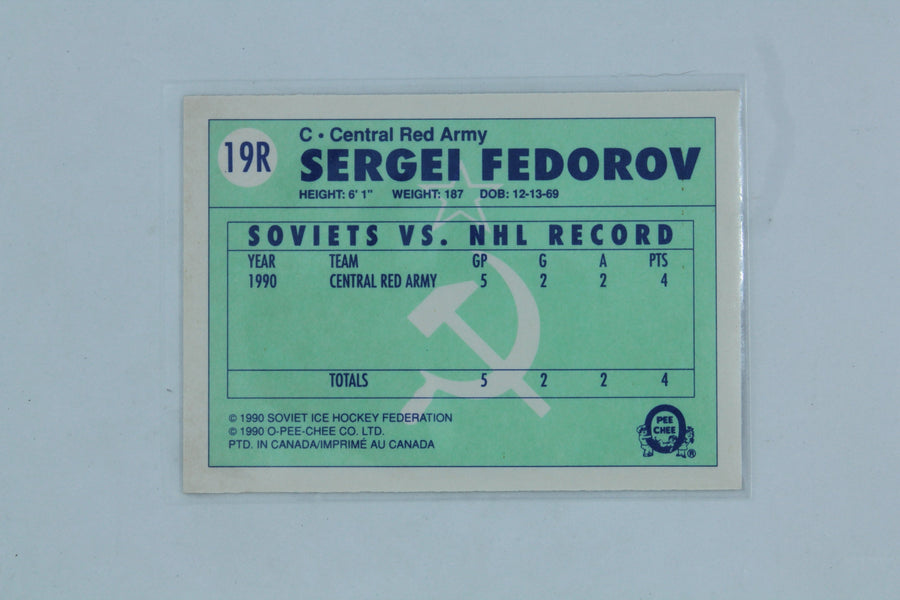 19R
C • Central Red Army
SERGEI FEDOROV
HEIGHT: 6' 1" WEIGHT: 187 DOB: 12-13-69
SOVIETS VS. NHL RECORD
YEAR TEAM GP G A PTS
1990 CENTRAL RED ARMY 5 2 2 4
TOTALS 5 2 2 4
© 1990 SOVIET ICE HOCKEY FEDERATION
© 1990 O-PEE-CHEE CO. LTD.
PTD. IN CANADA/IMPRIMÉ AU CANADA
O
PEE
CHEE
®